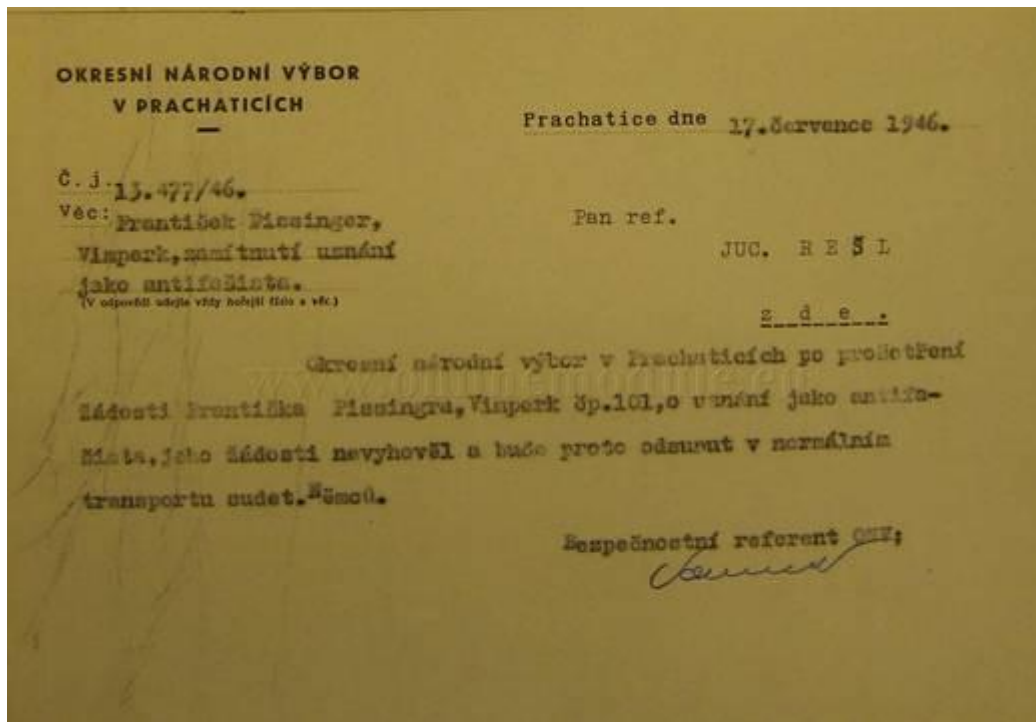 OKRESNÍ NÁRODNÍ VÝBOR
V PRACHATICÍCH
Prachatice dne 17.července 1946.
Č. j. 13.477/46.
Věc: František Pissinger,
Vimperk,zamítnutí uznání
jako antifašista.
(V odpovědi udejte vždy hořejší číslo a věc.)
Pan ref.
JUC. REŠL
zde.
Okresní národní výbor v Prachaticích po prošetření
žádosti Františka Pissingra,Vimperk čp.101,o uznání jako antifa-
šista,jeho žádosti nevyhověl a bude proto odsunut v normálním
transportu sudet.Němců.
Bezpečnostní referent ONV: